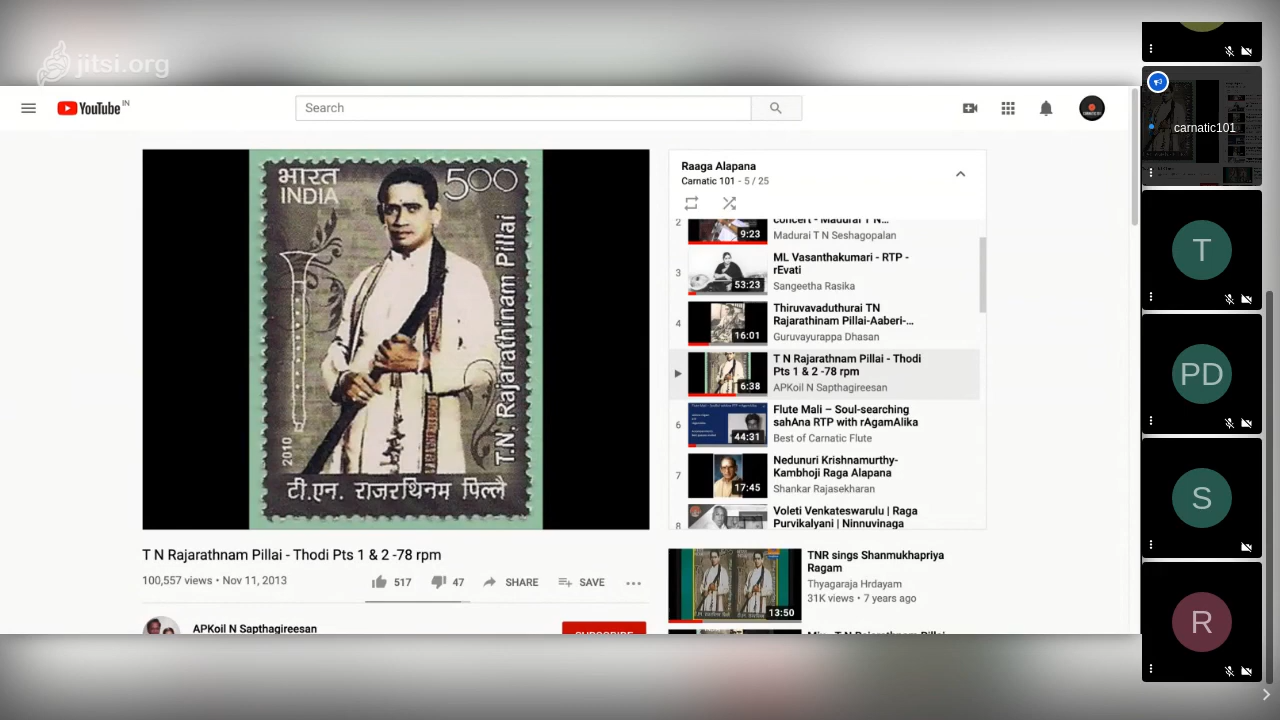 jitsi.org
YouTube IN
Search
भारत
INDIA
500
T.N. Rajarathinam Pillai
2010
टी.एन. राजरथिनम पिल्लै
T N Rajarathnam Pillai - Thodi Pts 1 & 2 -78 rpm
100,557 views • Nov 11, 2013
517
47
SHARE
SAVE
APKoil N Sapthagireesan
SUBSCRIBE
Raaga Alapana
Carnatic 101 - 5 / 25
2
9:23
concert - Madurai T N...
Madurai T N Seshagopalan
3
53:23
ML Vasanthakumari - RTP -
rEvati
Sangeetha Rasika
4
16:01
Thiruvavaduthurai TN
Rajarathinam Pillai-Aaberi-...
Guruvayurappa Dhasan
6:38
T N Rajarathnam Pillai - Thodi
Pts 1 & 2 -78 rpm
APKoil N Sapthagireesan
6
44:31
Flute Mali – Soul-searching
sahAna RTP with rAgamAlika
Best of Carnatic Flute
7
17:45
Nedunuri Krishnamurthy-
Kambhoji Raga Alapana
Shankar Rajasekharan
8
Voleti Venkateswarulu | Raga
Purvikalyani | Ninnuvinaga
13:50
TNR sings Shanmukhapriya
Ragam
Thyagaraja Hrdayam
31K views • 7 years ago
carnatic101
T
PD
S
R